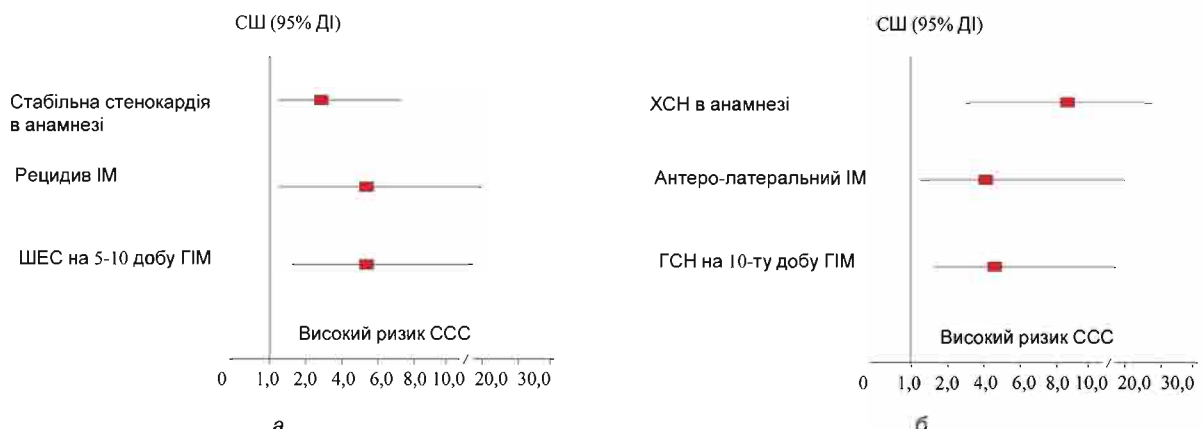 СШ (95% ДІ)
Стабільна стенокардія
в анамнезі
Рецидив ІМ
ШЕС на 5-10 добу ГІМ
Високий ризик ССС
0 1,0 2,0 4,0 6,0 8,0 10,0 20,0 30,0
а
СШ (95% ДІ)
ХСН в анамнезі
Антеро-латеральний ІМ
ГСН на 10-ту добу ГІМ
Високий ризик ССС
0 1,0 2,0 4,0 6,0 8,0 10,0 20,0 30,0
б